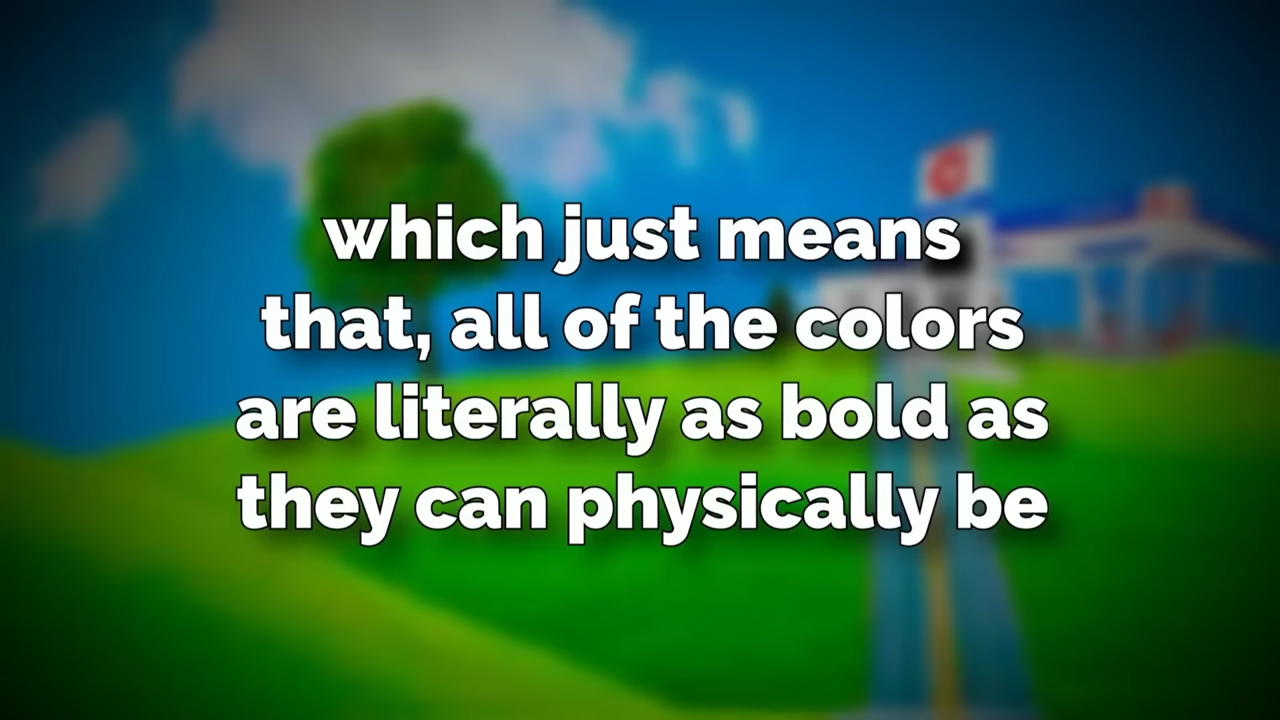 which just means
that, all of the colors
are literally as bold as
they can physically be